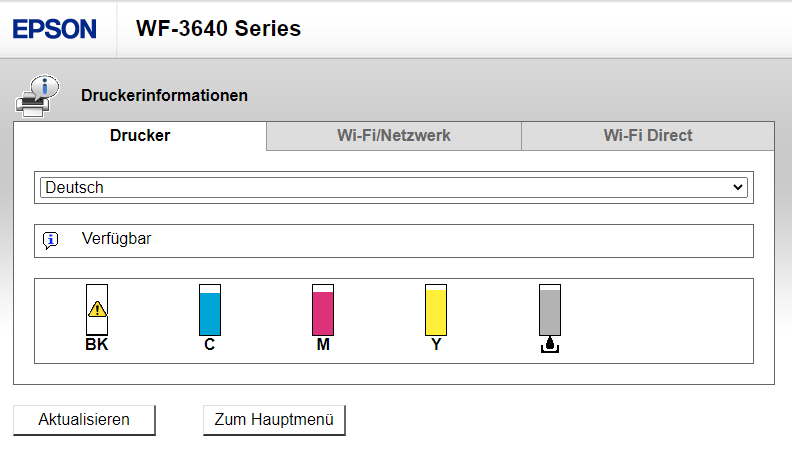 EPSON WF-3640 Series
Druckerinformationen
Drucker Wi-Fi/Netzwerk Wi-Fi Direct
Deutsch
Verfügbar
BK C M Y
Aktualisieren Zum Hauptmenü